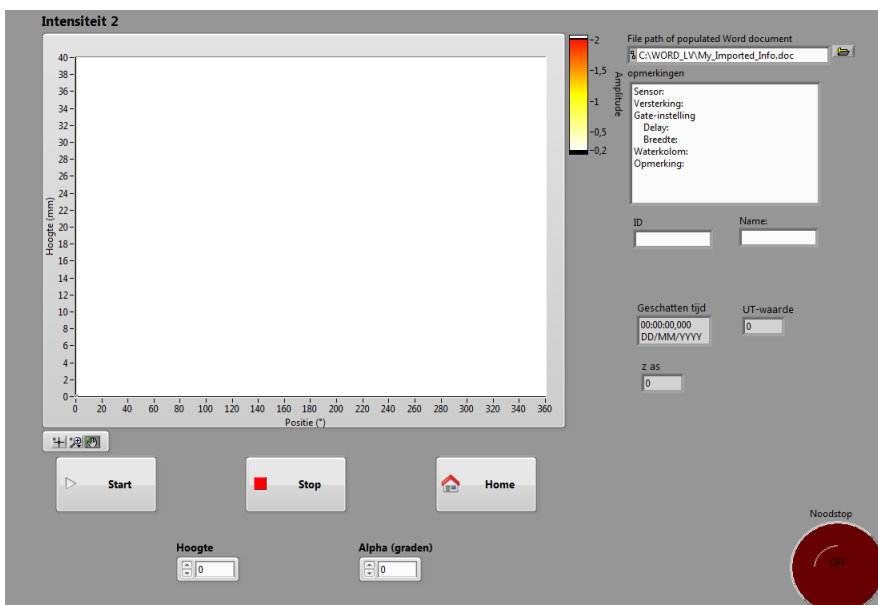 Intensiteit 2
40
38
36
34
32
30
28
26
24
22
20
18
16
14
12
10
8
6
4
2
0
Hoogte (mm)
0 20 40 60 80 100 120 140 160 180 200 220 240 260 280 300 320 340 360
Positie (°)
2
1,5
1
0,5
0,2
Amplitude
File path of populated Word document
C:\WORD_LV\My_Imported_Info.doc
opmerkingen
Sensor:
Versterking:
Gate-instelling
Delay:
Breedte:
Waterkolom:
Opmerking:
ID Name:
Geschatten tijd UT-waarde
00:00:00,000 0
DD/MM/YYYY
z as
0
Start Stop Home
Hoogte Alpha (graden)
0 0
Noodstop
OFF